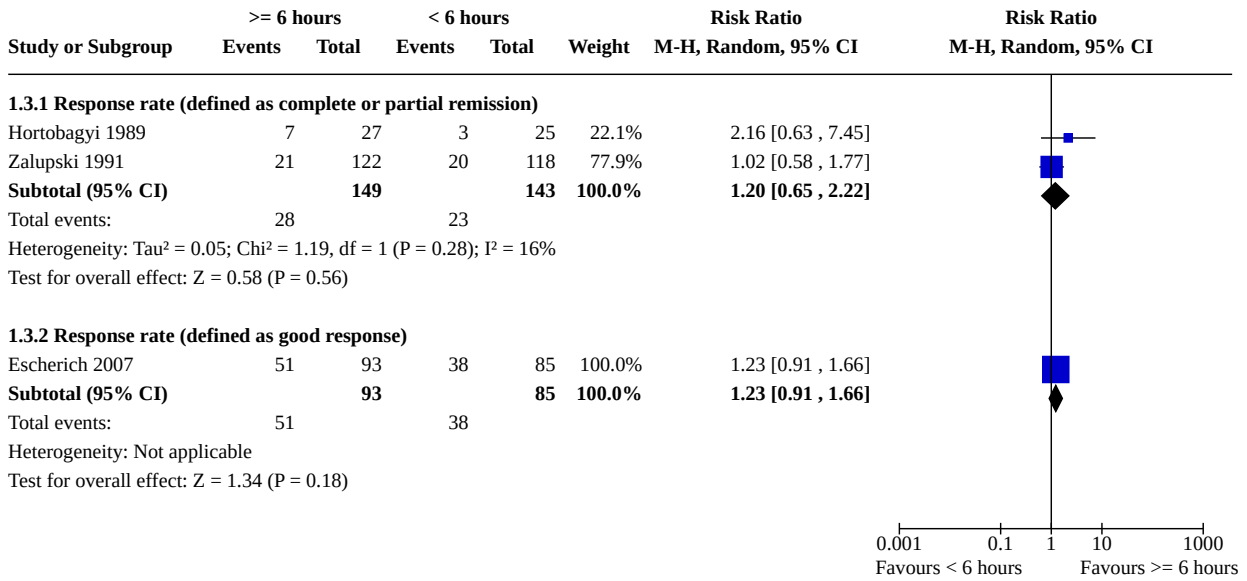 >= 6 hours < 6 hours Risk Ratio Risk Ratio
Study or Subgroup Events Total Events Total Weight M-H, Random, 95% CI M-H, Random, 95% CI
1.3.1 Response rate (defined as complete or partial remission)
Hortobagyi 1989 7 27 3 25 22.1% 2.16 [0.63 , 7.45]
Zalupski 1991 21 122 20 118 77.9% 1.02 [0.58 , 1.77]
Subtotal (95% CI) 149 143 100.0% 1.20 [0.65 , 2.22]
Total events: 28 23
Heterogeneity: Tau² = 0.05; Chi² = 1.19, df = 1 (P = 0.28); I² = 16%
Test for overall effect: Z = 0.58 (P = 0.56)
1.3.2 Response rate (defined as good response)
Escherich 2007 51 93 38 85 100.0% 1.23 [0.91 , 1.66]
Subtotal (95% CI) 93 85 100.0% 1.23 [0.91 , 1.66]
Total events: 51 38
Heterogeneity: Not applicable
Test for overall effect: Z = 1.34 (P = 0.18)
0.001 0.1 1 10 1000
Favours < 6 hours Favours >= 6 hours